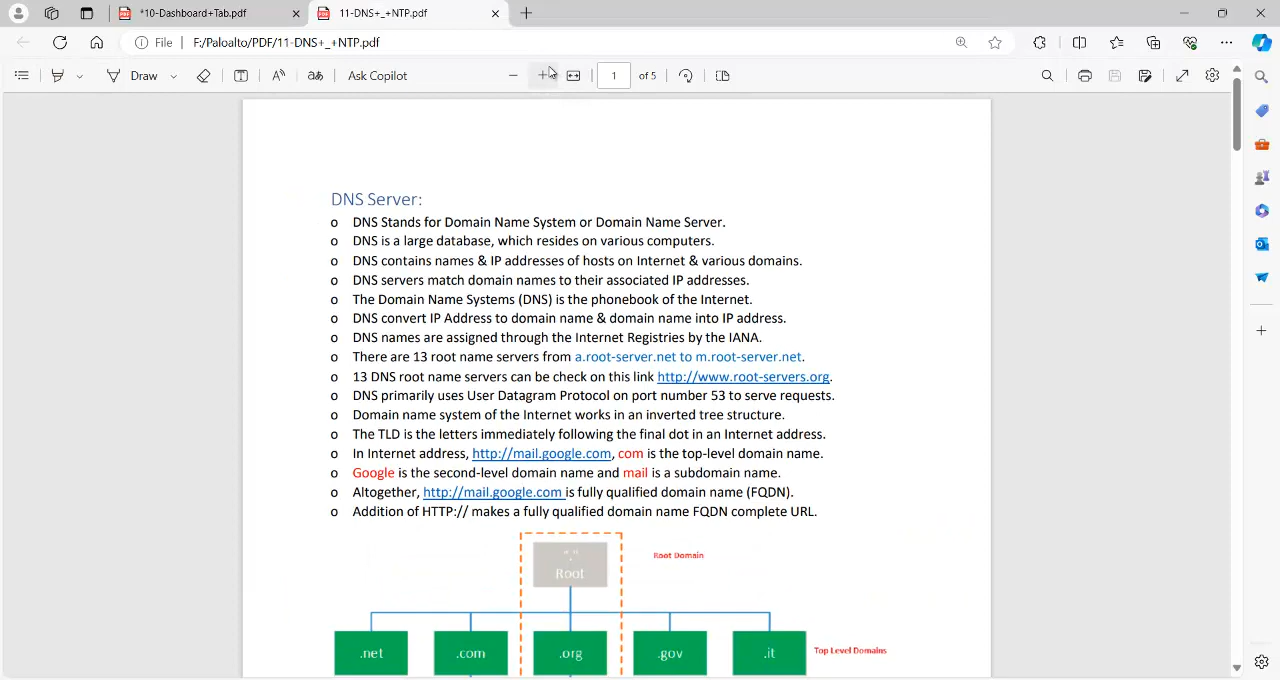 *10-Dashboard+Tab.pdf
11-DNS+_+NTP.pdf
File F:/Paloalto/PDF/11-DNS+_+NTP.pdf
Draw Ask Copilot 1 of 5
DNS Server:
o DNS Stands for Domain Name System or Domain Name Server.
o DNS is a large database, which resides on various computers.
o DNS contains names & IP addresses of hosts on Internet & various domains.
o DNS servers match domain names to their associated IP addresses.
o The Domain Name Systems (DNS) is the phonebook of the Internet.
o DNS convert IP Address to domain name & domain name into IP address.
o DNS names are assigned through the Internet Registries by the IANA.
o There are 13 root name servers from a.root-server.net to m.root-server.net.
o 13 DNS root name servers can be check on this link http://www.root-servers.org.
o DNS primarily uses User Datagram Protocol on port number 53 to serve requests.
o Domain name system of the Internet works in an inverted tree structure.
o The TLD is the letters immediately following the final dot in an Internet address.
o In Internet address, http://mail.google.com, com is the top-level domain name.
o Google is the second-level domain name and mail is a subdomain name.
o Altogether, http://mail.google.com is fully qualified domain name (FQDN).
o Addition of HTTP:// makes a fully qualified domain name FQDN complete URL.
Root Domain
Root
.net .com .org .gov .it Top Level Domains